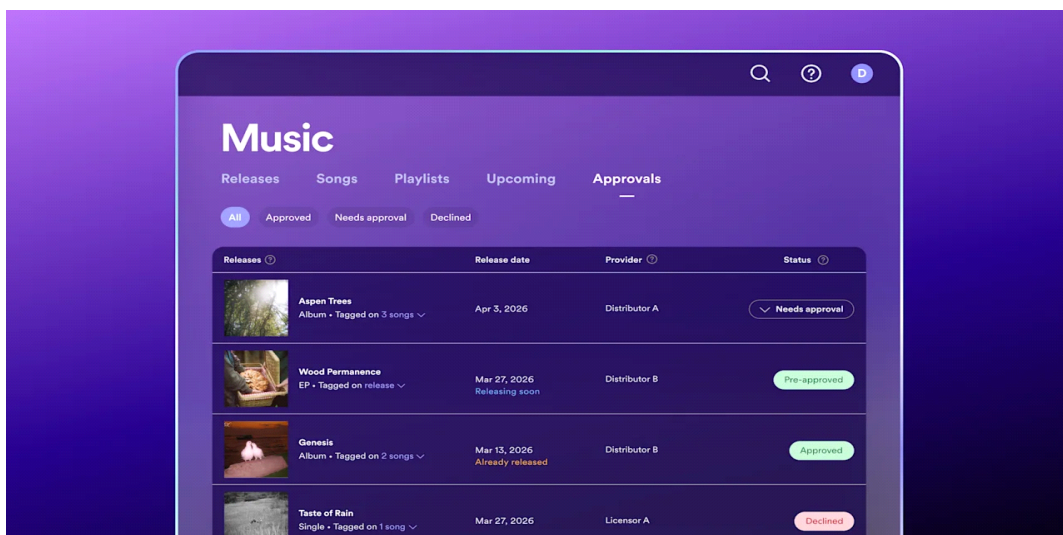 D
Music
Releases Songs Playlists Upcoming Approvals
All Approved Needs approval Declined
Releases ? Release date Provider ? Status ?
Aspen Trees
Album • Tagged on 3 songs
Apr 3, 2026
Distributor A
Needs approval
Wood Permanence
EP • Tagged on release
Mar 27, 2026
Releasing soon
Distributor B
Pre-approved
Genesis
Album • Tagged on 2 songs
Mar 13, 2026
Already released
Distributor B
Approved
Taste of Rain
Single • Tagged on 1 song
Mar 27, 2026
Licensor A
Declined